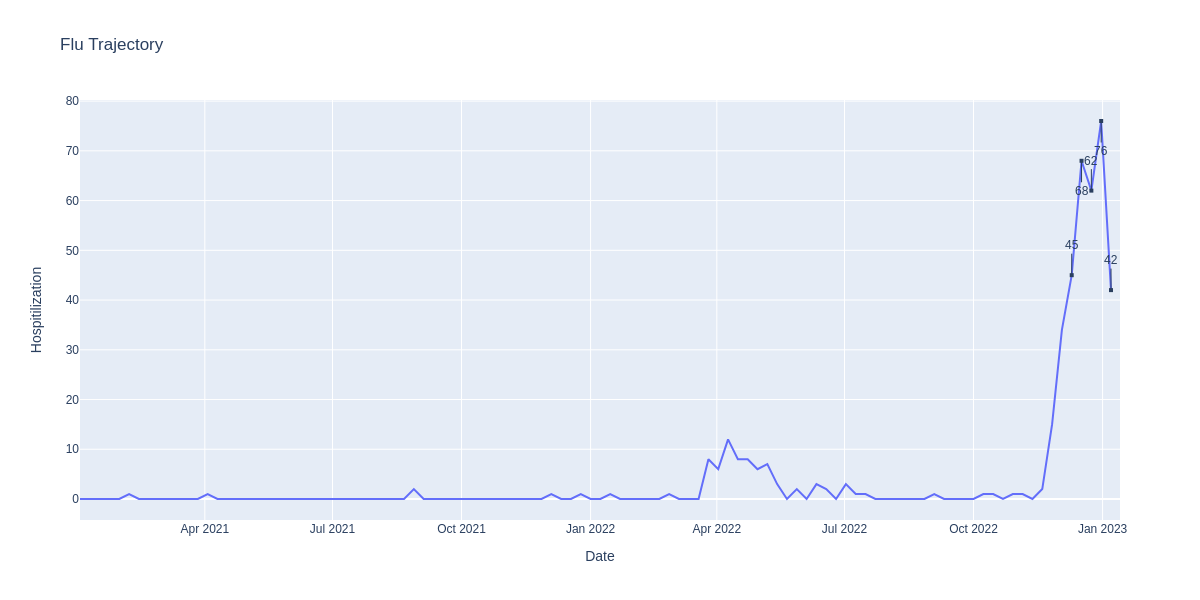 Flu Trajectory
80
70
60
50
40
30
20
10
0
Hospitilization
76
62
68
45
42
Apr 2021
Jul 2021
Oct 2021
Jan 2022
Apr 2022
Jul 2022
Oct 2022
Jan 2023
Date